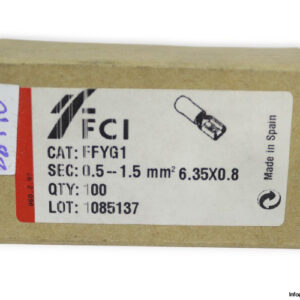 FCI
CAT: FFYG1
SEC: 0.5-1.5 mm² 6.35X0.8
QTY: 100
LOT: 1085137
Made in Spain